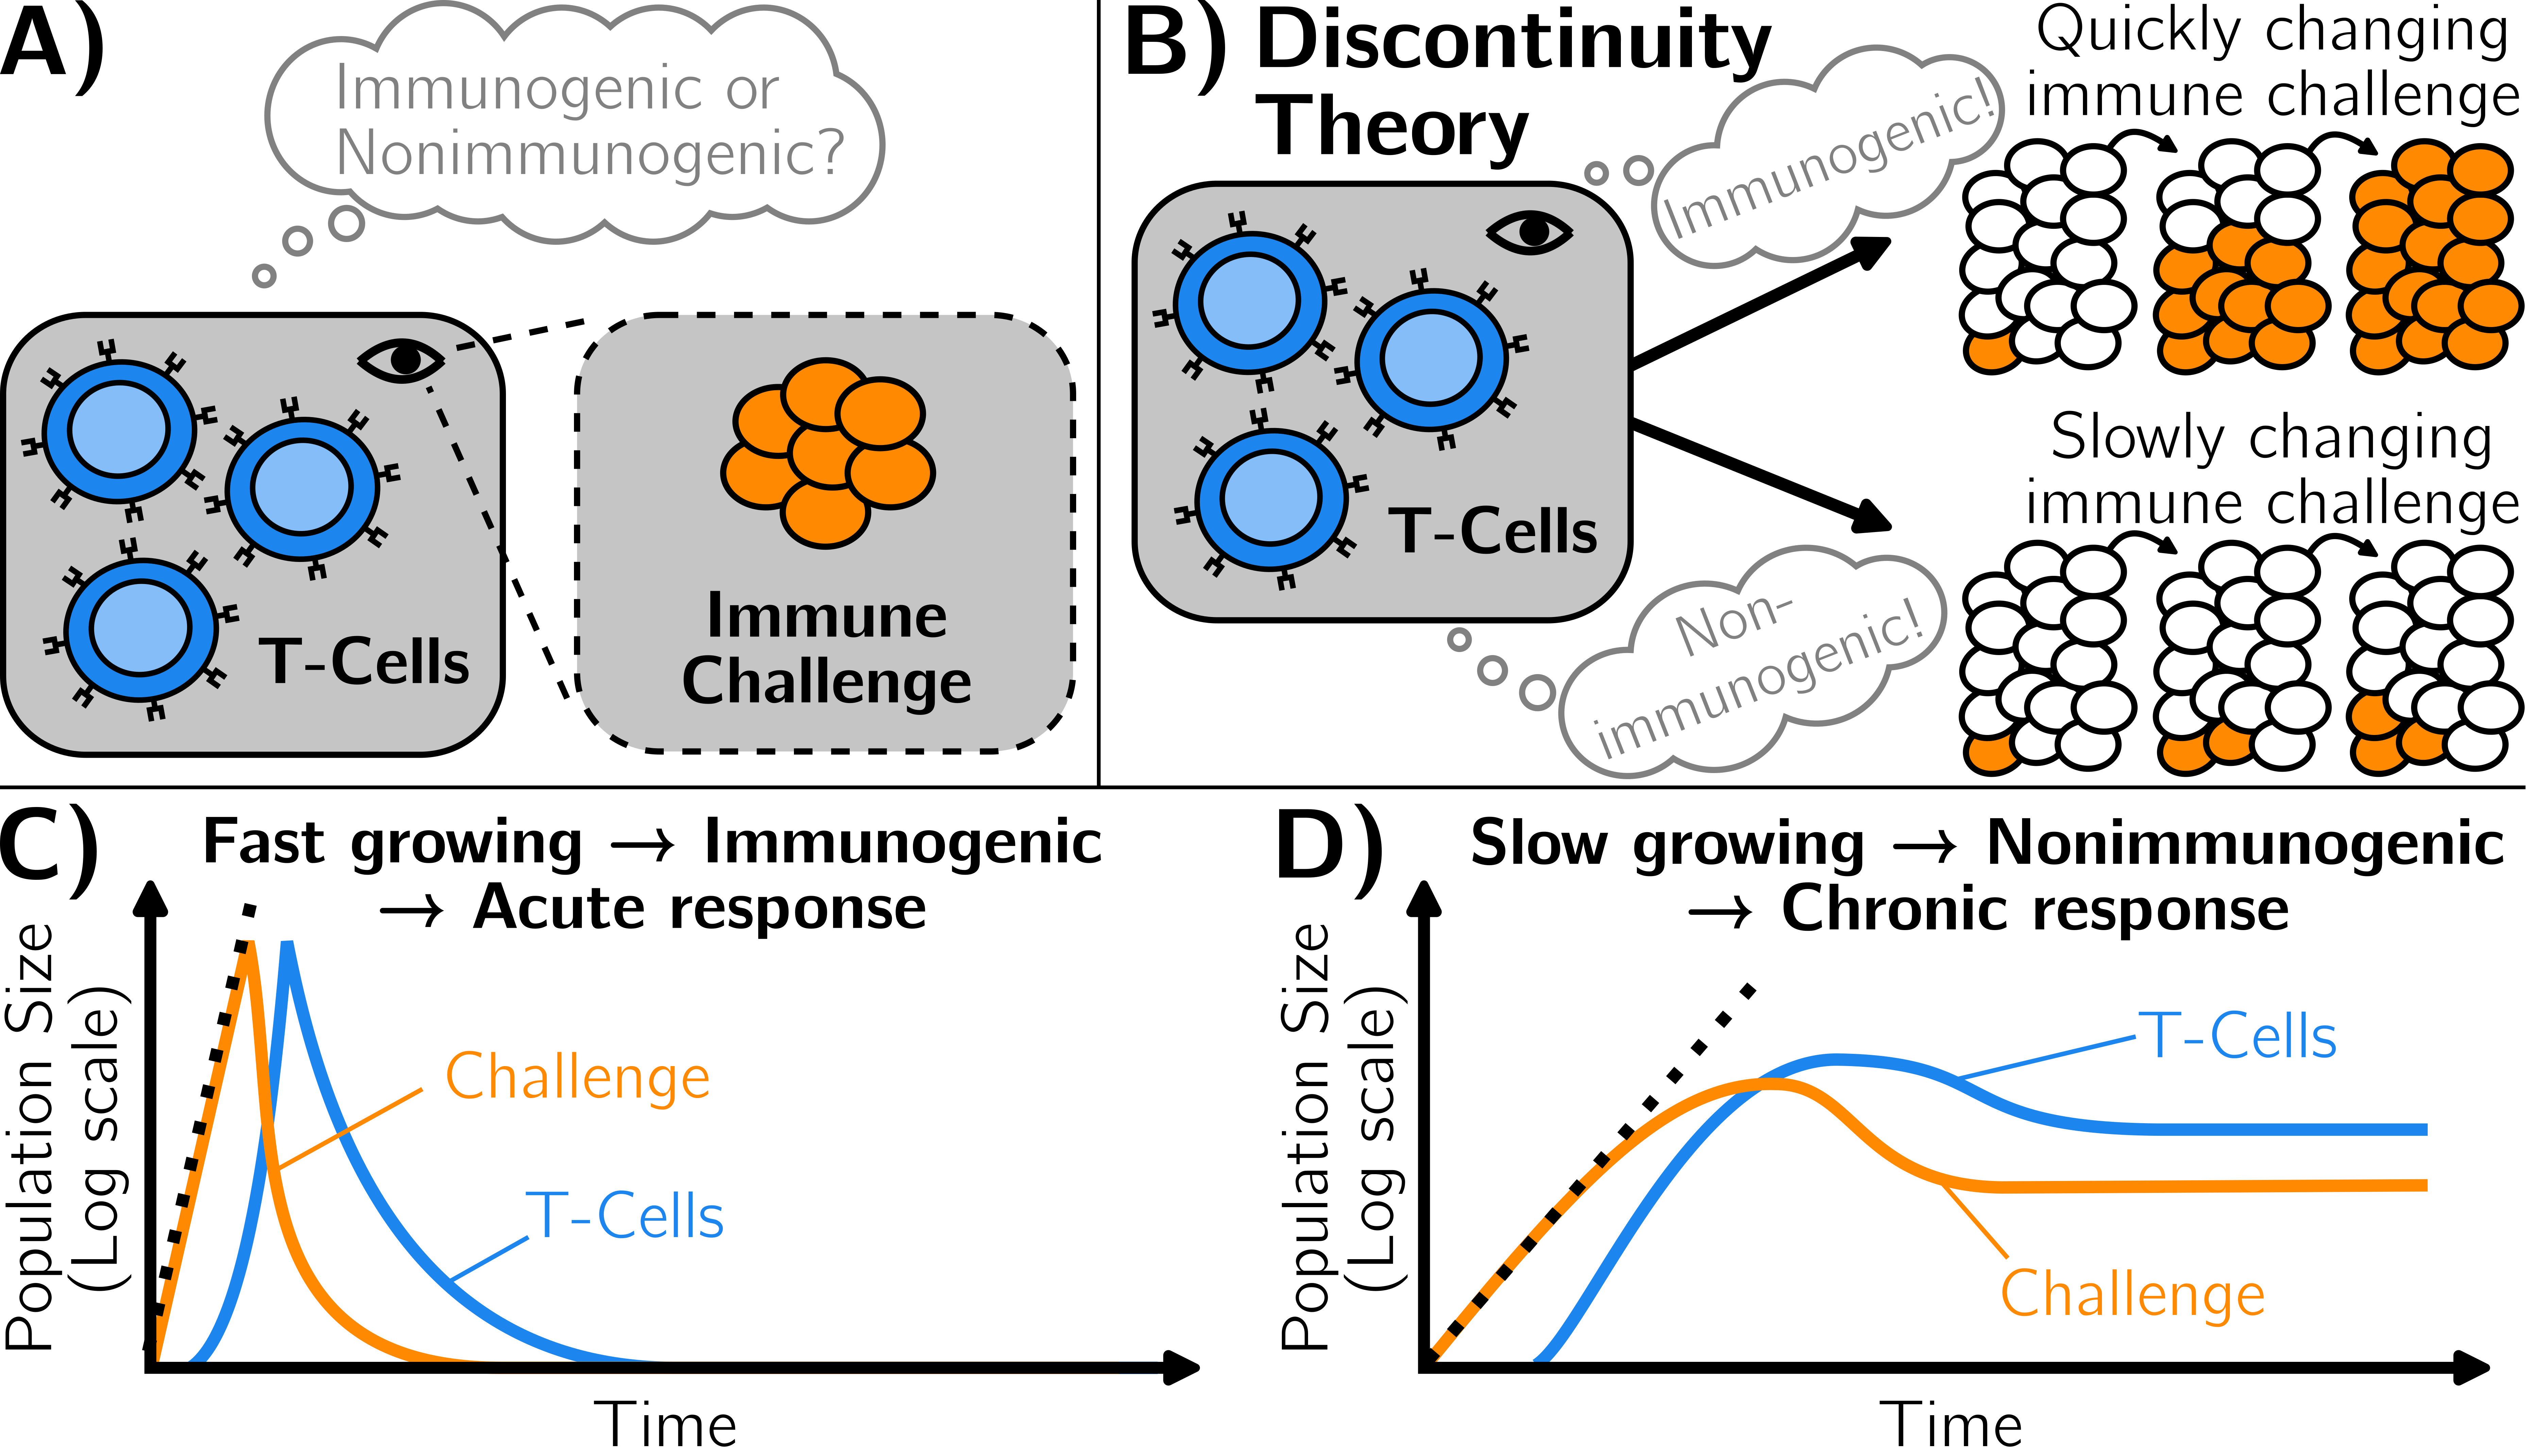 A)
Immunogenic or
Nonimmunogenic?
T-Cells
Immune
Challenge
B) Discontinuity
Theory
Immunogenic!
T-Cells
Non-
immunogenic!
Quickly changing
immune challenge
Slowly changing
immune challenge
C)
Fast growing → Immunogenic
→ Acute response
Population Size
(Log scale)
Challenge
T-Cells
Time
D)
Slow growing → Nonimmunogenic
→ Chronic response
Population Size
(Log scale)
T-Cells
Challenge
Time